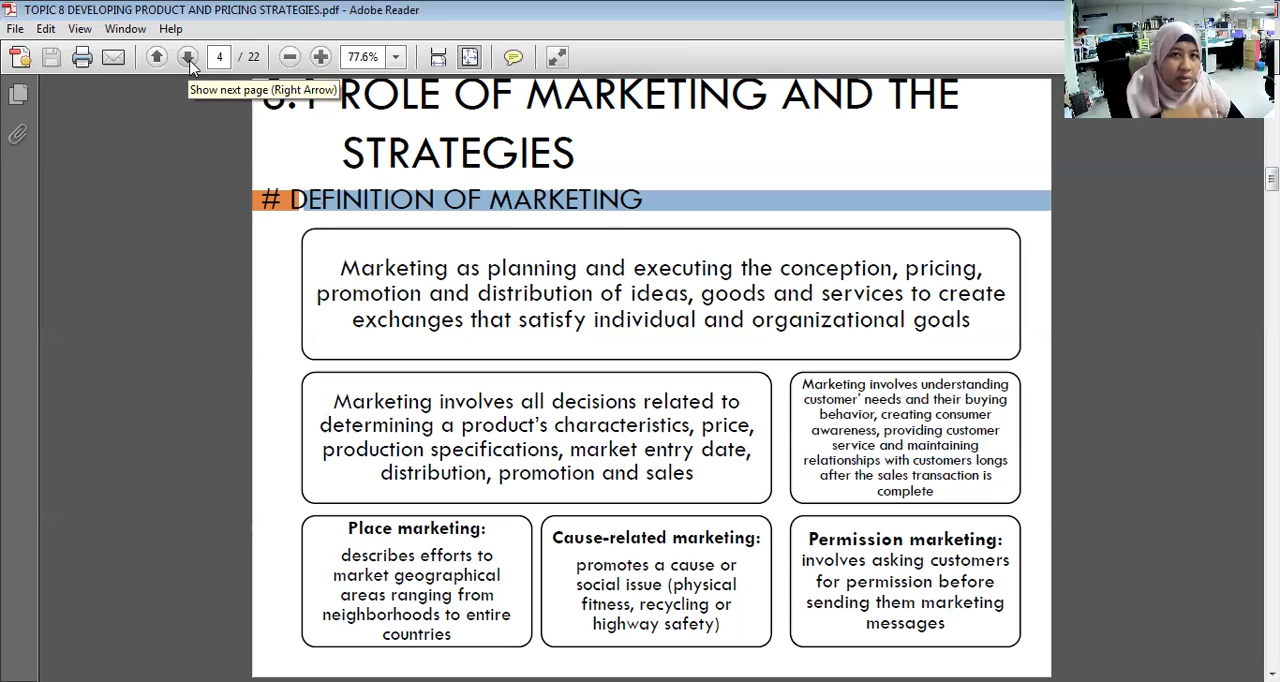 TOPIC 8 DEVELOPING PRODUCT AND PRICING STRATEGIES.pdf - Adobe Reader
File Edit View Window Help
4 / 22 77.6%
Show next page (Right Arrow)
ROLE OF MARKETING AND THE
STRATEGIES
# DEFINITION OF MARKETING
Marketing as planning and executing the conception, pricing,
promotion and distribution of ideas, goods and services to create
exchanges that satisfy individual and organizational goals
Marketing involves all decisions related to
determining a product's characteristics, price,
production specifications, market entry date,
distribution, promotion and sales
Marketing involves understanding
customer' needs and their buying
behavior, creating consumer
awareness, providing customer
service and maintaining
relationships with customers longs
after the sales transaction is
complete
Place marketing:
describes efforts to
market geographical
areas ranging from
neighborhoods to entire
countries
Cause-related marketing:
promotes a cause or
social issue (physical
fitness, recycling or
highway safety)
Permission marketing:
involves asking customers
for permission before
sending them marketing
messages